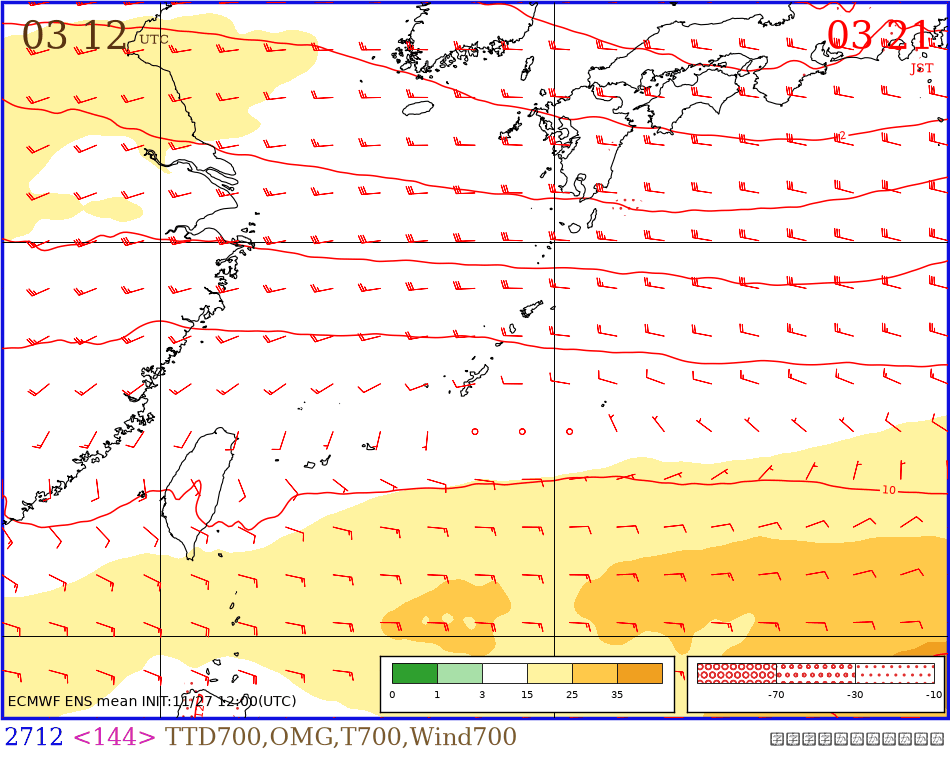 03 12 UTC
03 21 JST
2
10
12
0 1 3 15 25 35
-70 -30 -10
ECMWF ENS mean INIT:11/27 12:00(UTC)
2712 <144> TTD700,OMG,T700,Wind700